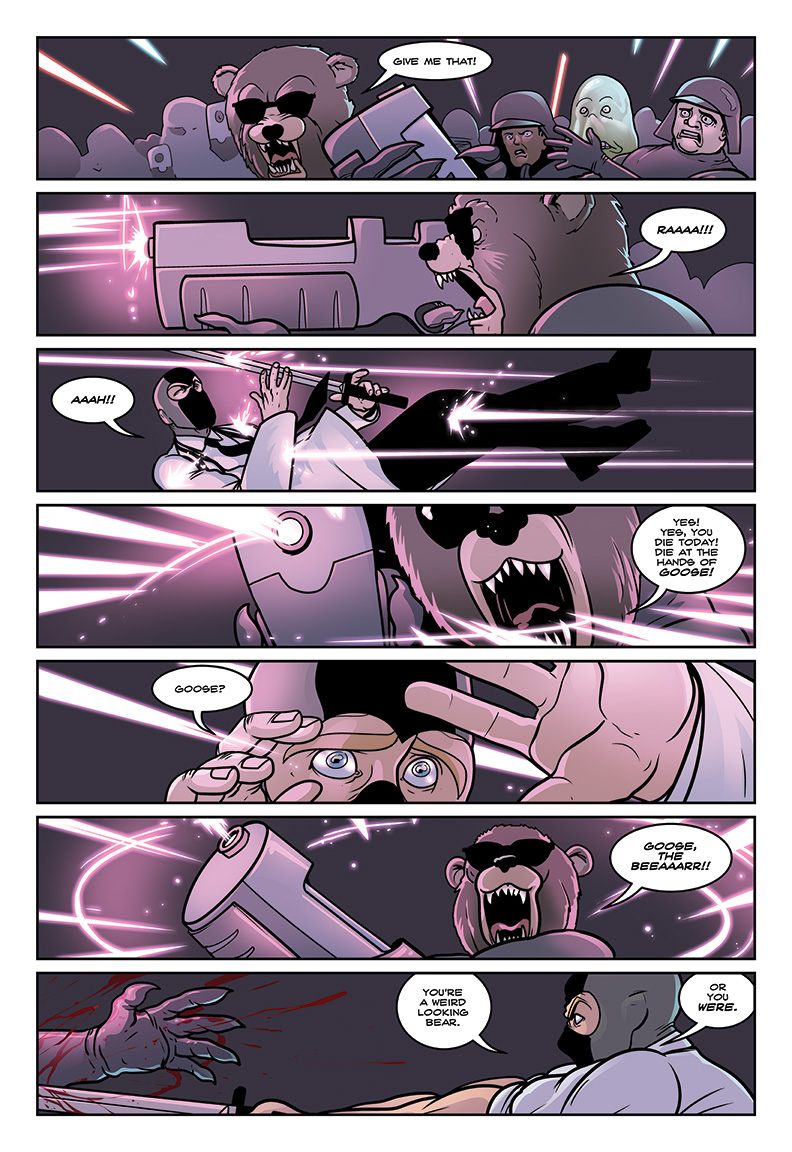 GIVE ME THAT!
RAAAA!!!
AAAH!!
YES!
YES, YOU
DIE TODAY!
DIE AT THE
HANDS OF
GOOSE!
GOOSE?
GOOSE,
THE
BEEAAARR!!
YOU'RE
A WEIRD
LOOKING
BEAR.
OR
YOU
WERE.